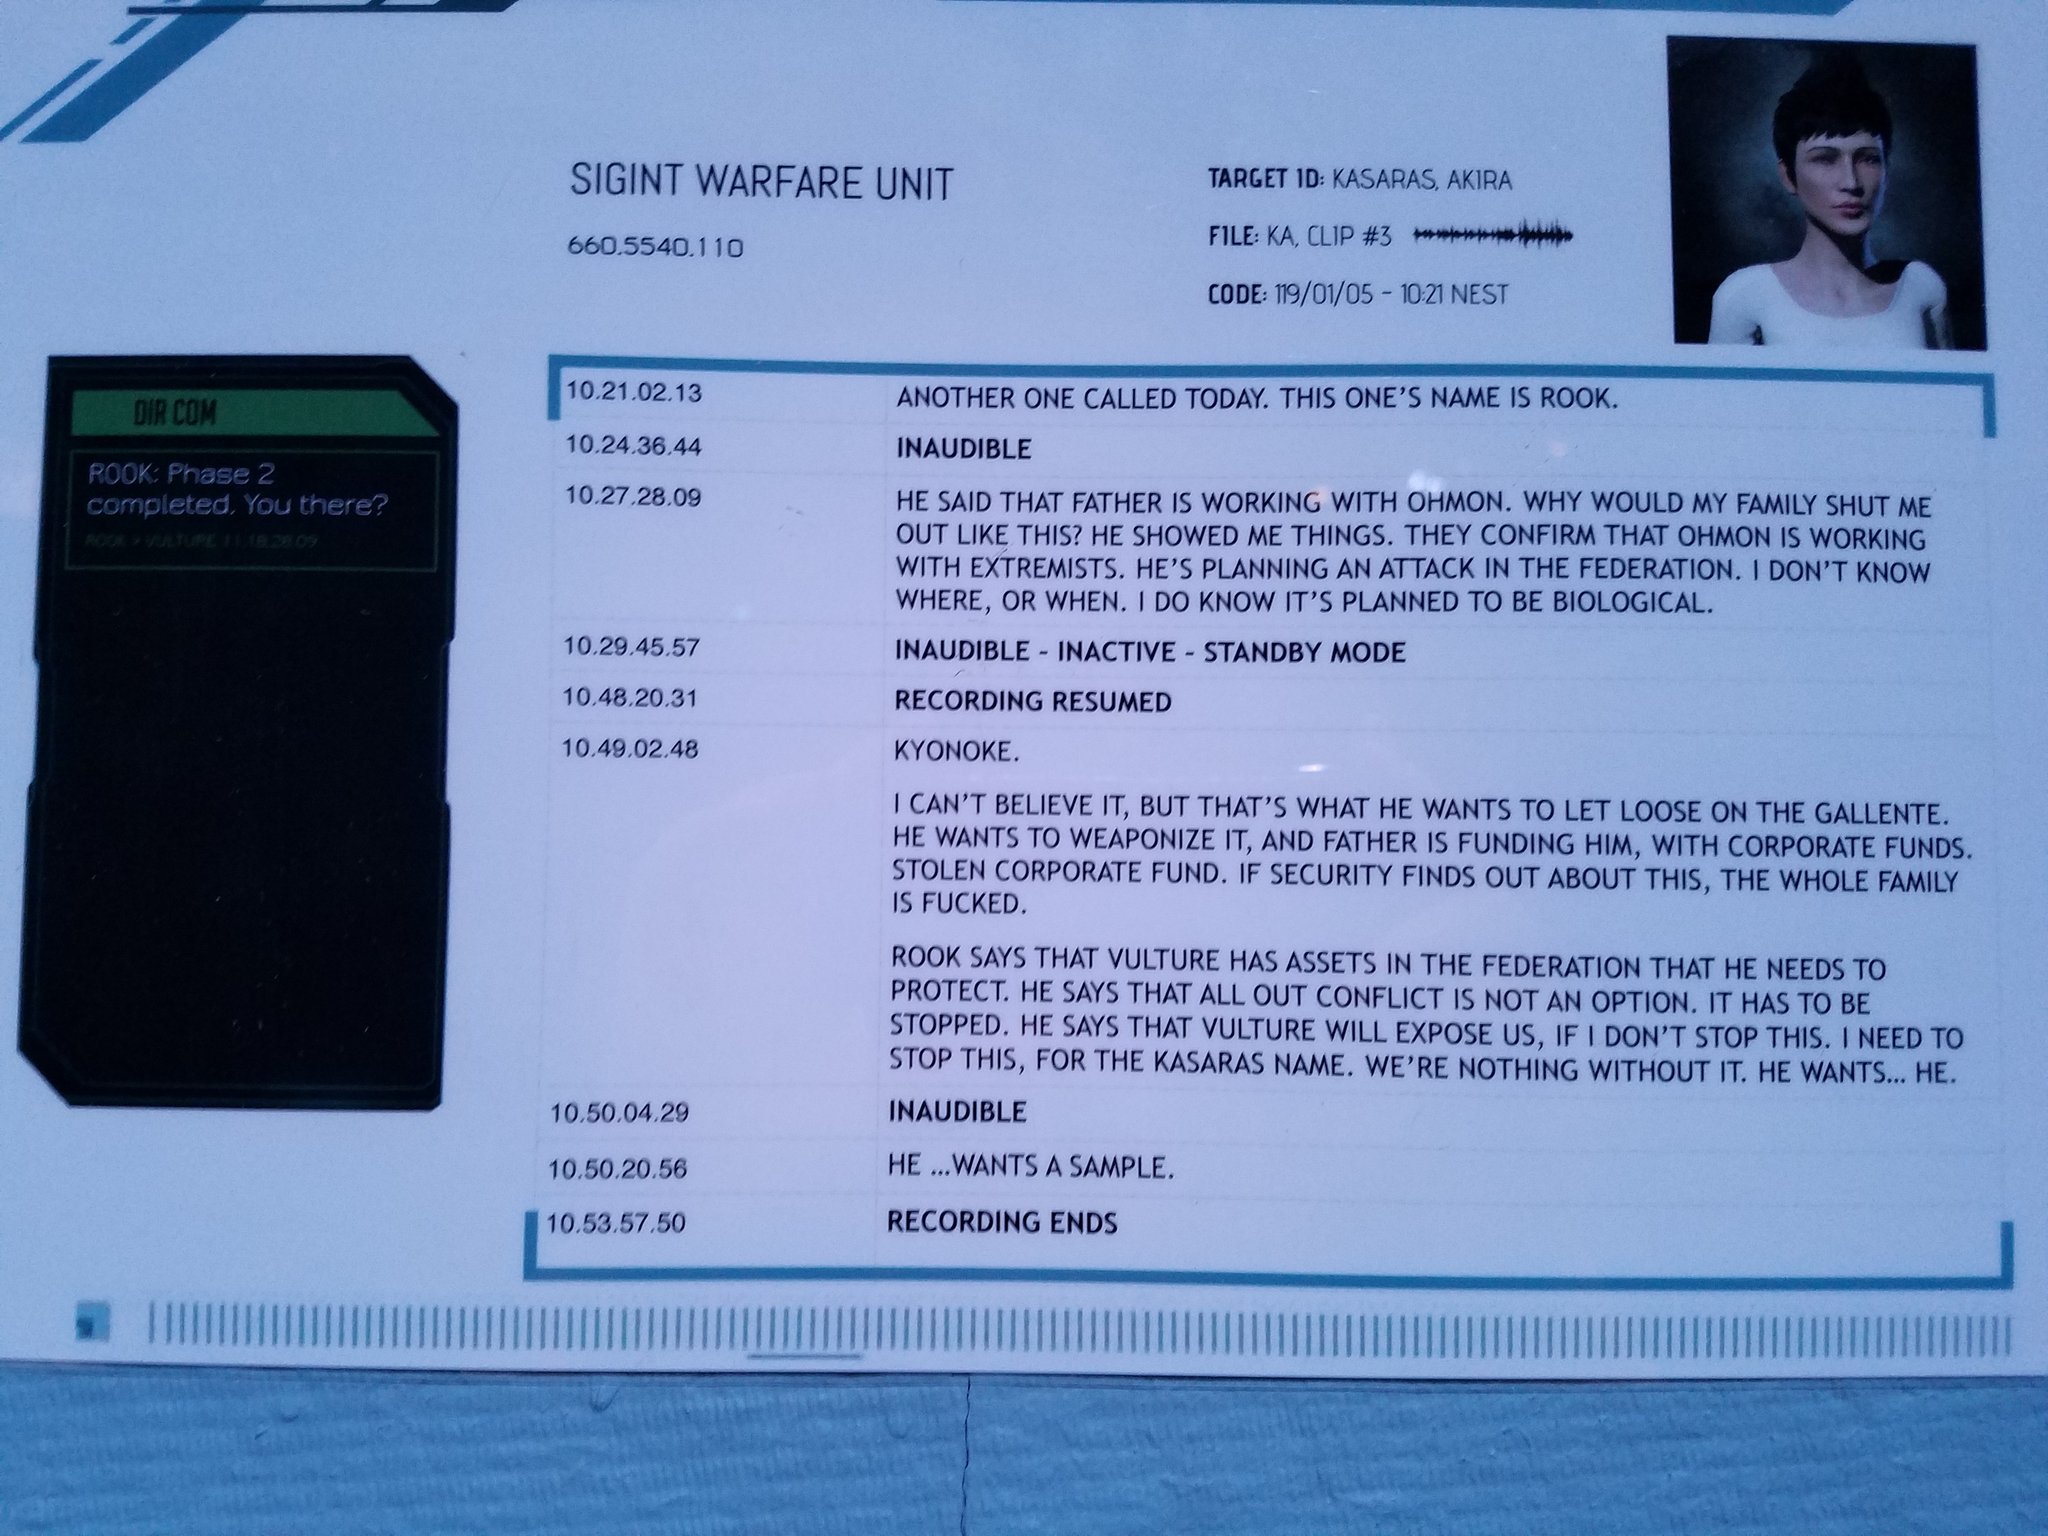 SIGINT WARFARE UNIT
660.5540.110
TARGET ID: KASARAS, AKIRA
FILE: KA, CLIP #3
CODE: 119/01/05 - 10:21 NEST
DIR COM
ROOK: Phase 2
completed. You there?
ROOK > VULTURE 11.18.28.09
10.21.02.13 ANOTHER ONE CALLED TODAY. THIS ONE'S NAME IS ROOK.
10.24.36.44 INAUDIBLE
10.27.28.09 HE SAID THAT FATHER IS WORKING WITH OHMON. WHY WOULD MY FAMILY SHUT ME
OUT LIKE THIS? HE SHOWED ME THINGS. THEY CONFIRM THAT OHMON IS WORKING
WITH EXTREMISTS. HE'S PLANNING AN ATTACK IN THE FEDERATION. I DON'T KNOW
WHERE, OR WHEN. I DO KNOW IT'S PLANNED TO BE BIOLOGICAL.
10.29.45.57 INAUDIBLE - INACTIVE - STANDBY MODE
10.48.20.31 RECORDING RESUMED
10.49.02.48 KYONOKE.
I CAN'T BELIEVE IT, BUT THAT'S WHAT HE WANTS TO LET LOOSE ON THE GALLENTE.
HE WANTS TO WEAPONIZE IT, AND FATHER IS FUNDING HIM, WITH CORPORATE FUNDS.
STOLEN CORPORATE FUND. IF SECURITY FINDS OUT ABOUT THIS, THE WHOLE FAMILY
IS FUCKED.
ROOK SAYS THAT VULTURE HAS ASSETS IN THE FEDERATION THAT HE NEEDS TO
PROTECT. HE SAYS THAT ALL OUT CONFLICT IS NOT AN OPTION. IT HAS TO BE
STOPPED. HE SAYS THAT VULTURE WILL EXPOSE US, IF I DON'T STOP THIS. I NEED TO
STOP THIS, FOR THE KASARAS NAME. WE'RE NOTHING WITHOUT IT. HE WANTS... HE.
10.50.04.29 INAUDIBLE
10.50.20.56 HE ...WANTS A SAMPLE.
10.53.57.50 RECORDING ENDS